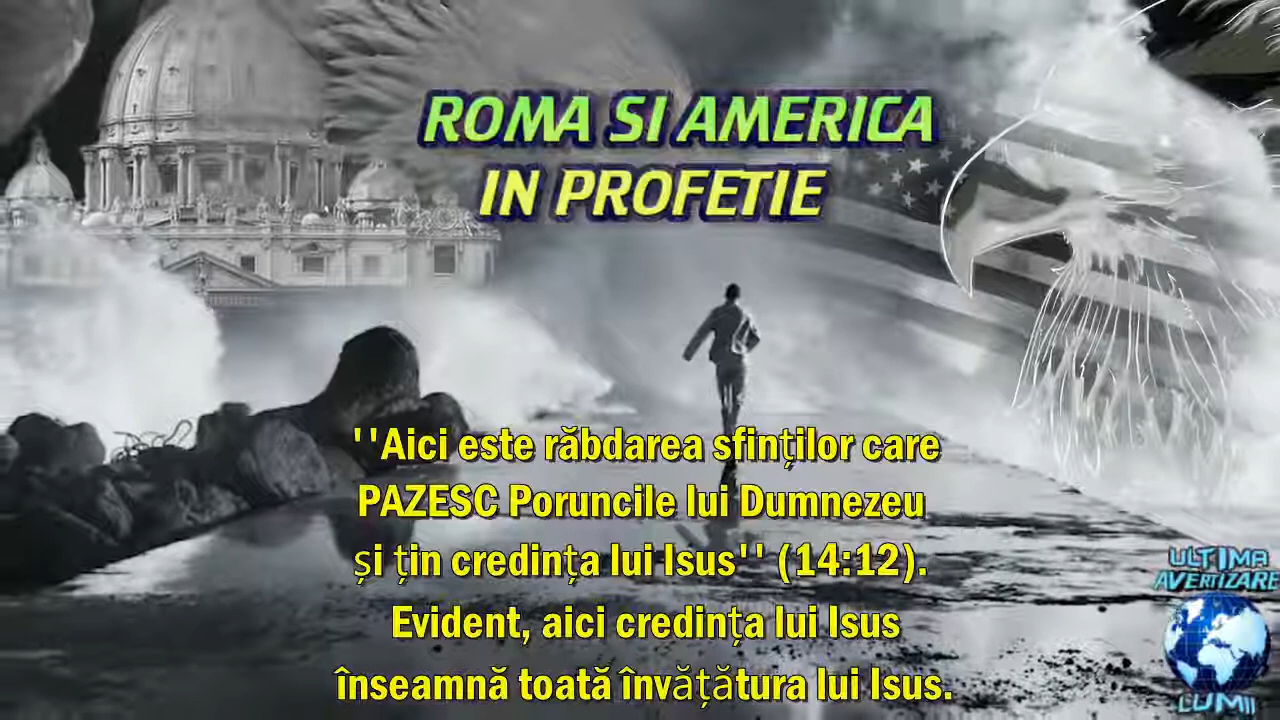 ROMA SI AMERICA
IN PROFETIE
''Aici este răbdarea sfinților care
PAZESC Poruncile lui Dumnezeu
și țin credința lui Isus'' (14:12).
Evident, aici credința lui Isus
înseamnă toată învățătura lui Isus.
ULTIMA
AVERTIZARE
LUMII